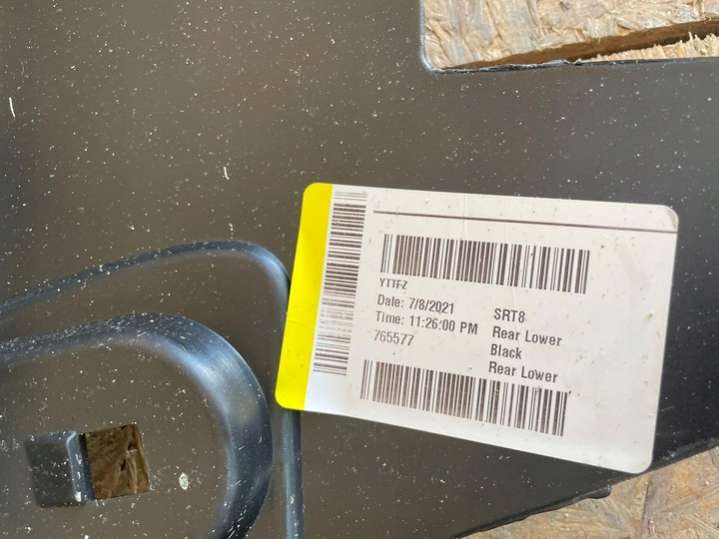 YTTFZ
Date: 7/8/2021
Time: 11:26:00 PM
765577
SRT8
Rear Lower
Black
Rear Lower